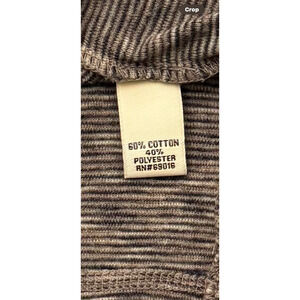 Crop
60% COTTON
40%
POLYESTER
RN#69016